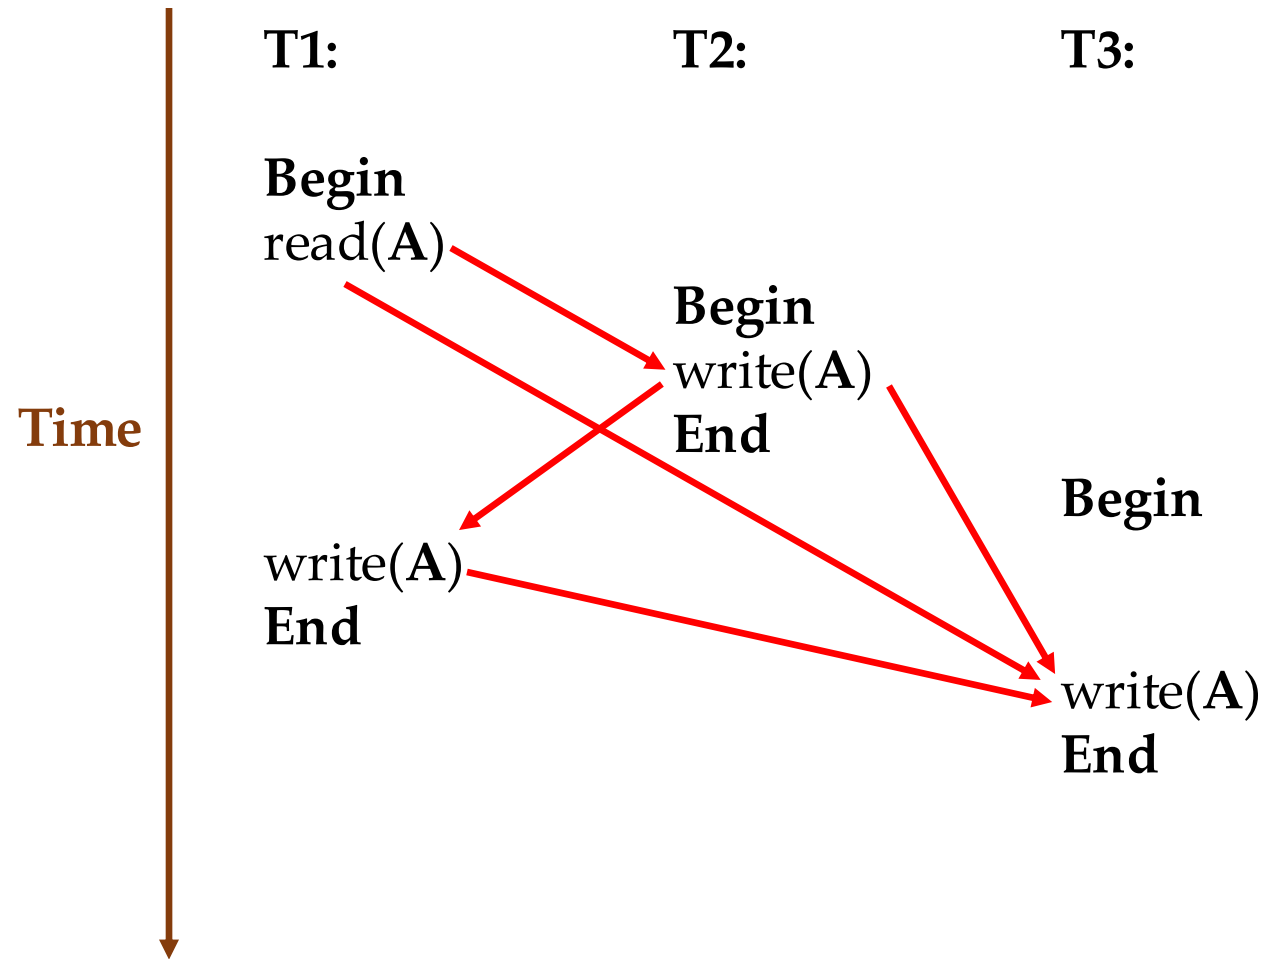 T1: T2: T3:
Begin
read(A)
Begin
write(A)
Time
End
Begin
write(A)
End
write(A)
End